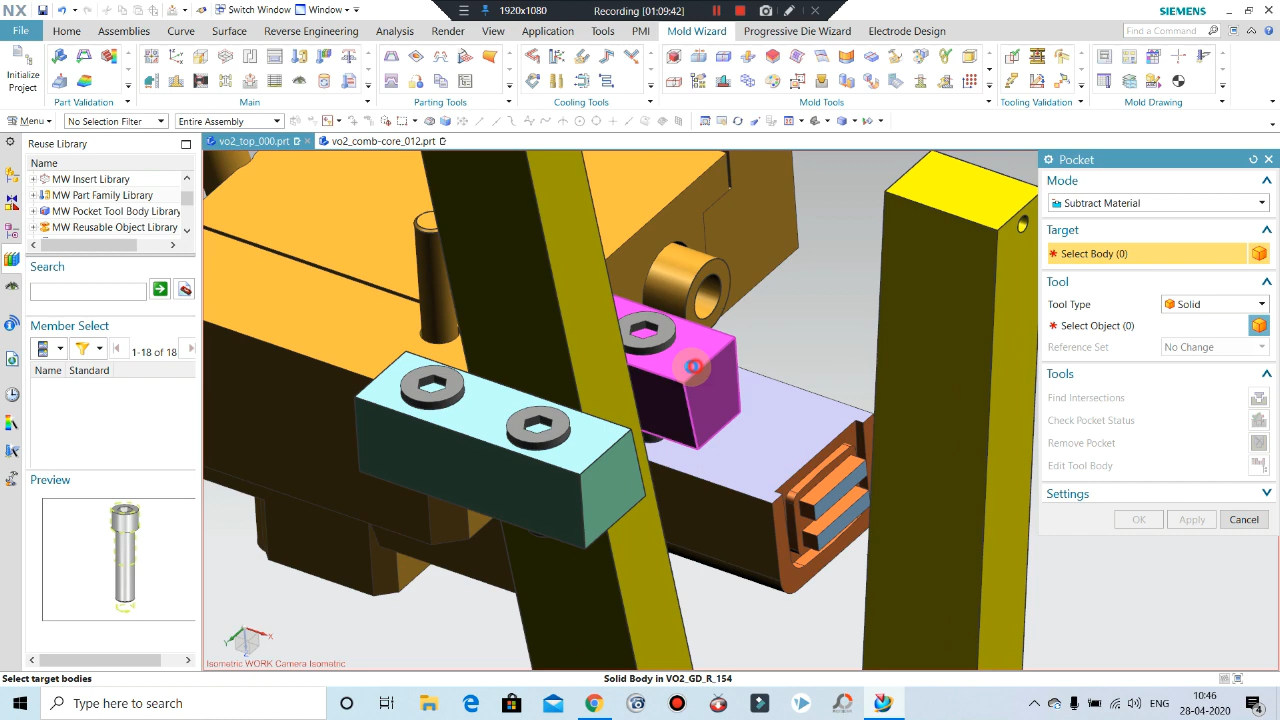 NX
Switch Window
Window
1920x1080
Recording [01:09:42]
SIEMENS
File
Home
Curve
Surface
Analysis
Render
View
Application
Tools
PMI
Mold Wizard
Progressive Die Wizard
Electrode Design
Find a Command
Initialize
Project
Part Validation
Main
Parting Tools
Cooling Tools
Mold Tools
Tooling Validation
Mold Drawing
Menu
No Selection Filter
Entire Assembly
Reuse Library
vo2_top_000.prt
vo2_comb-core_012.prt
Name
MW Insert Library
MW Part Family Library
MW Pocket Tool Body Library
MW Reusable Object Library
Search
Member Select
1-18 of 18
Name
Standard
Preview
Pocket
Mode
Subtract Material
Target
* Select Body (0)
Tool
Tool Type
Solid
* Select Object (0)
Reference Set
No Change
Tools
Find Intersections
Check Pocket Status
Remove Pocket
Edit Tool Body
Settings
OK
Apply
Cancel
X
Y
Z
Isometric WORK Camera Isometric
Select target bodies
Solid Body in VO2_GD_R_154
Type here to search
ENG
10:46
28-04-2020
4